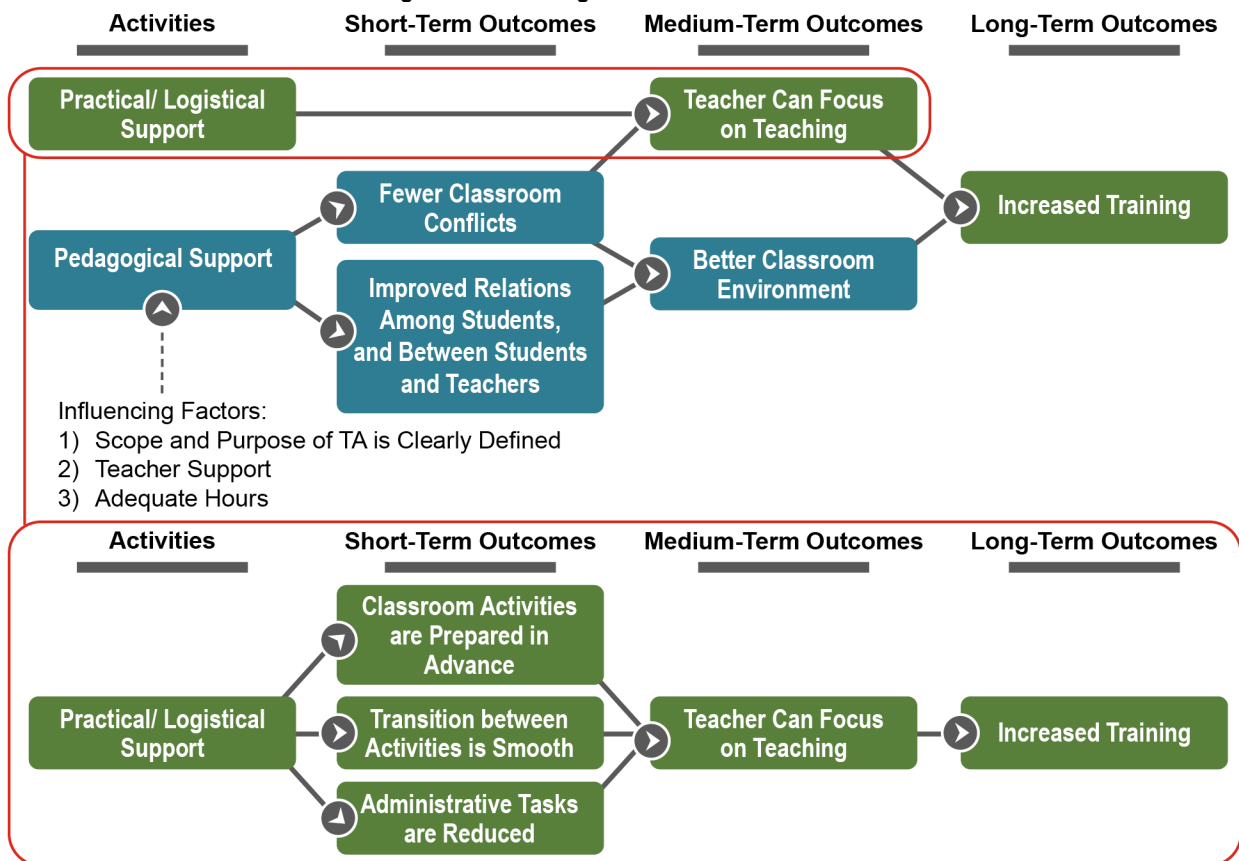 Activities
Short-Term Outcomes
Medium-Term Outcomes
Long-Term Outcomes
Practical/ Logistical
Support
Teacher Can Focus
on Teaching
Fewer Classroom
Conflicts
Increased Training
Pedagogical Support
Better Classroom
Environment
Improved Relations
Among Students,
and Between Students
and Teachers
Influencing Factors:
1) Scope and Purpose of TA is Clearly Defined
2) Teacher Support
3) Adequate Hours
Activities
Short-Term Outcomes
Medium-Term Outcomes
Long-Term Outcomes
Classroom Activities
are Prepared in
Advance
Practical/ Logistical
Support
Transition between
Activities is Smooth
Teacher Can Focus
on Teaching
Increased Training
Administrative Tasks
are Reduced